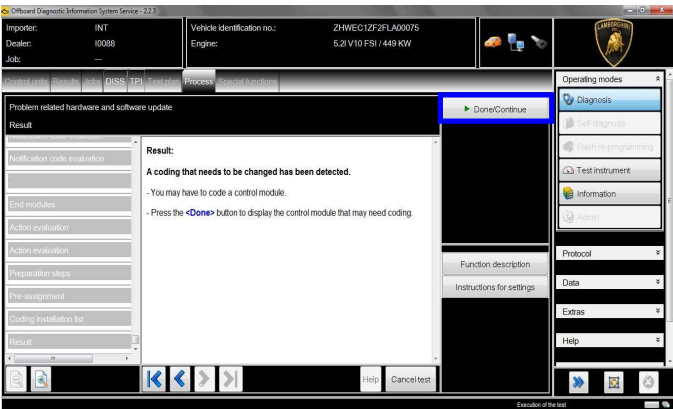 Offboard Diagnostic Information System Service - 2.2.3
Importer: INT
Dealer: I0088
Job: ---
Vehicle identification no.: ZHWEC1ZF2FLA00075
Engine: 5.2l V10 FSI / 449 KW
LAMBORGHINI
Control units Results Jobs DISS TPI Test plan Process Special functions
Problem related hardware and software update
Result
Notification code evaluation
.
End modules
Action evaluation
Action evaluation
Preparation steps
Pre-assignment
Coding installation list
Result
Result:
A coding that needs to be changed has been detected.
- You may have to code a control module.
- Press the <Done> button to display the control module that may need coding.
Help
Cancel test
Done/Continue
Function description
Instructions for settings
Operating modes
Diagnosis
Self-diagnosis
Flash re-programming
Test instrument
Information
Admin
Protocol
Data
Extras
Help
Execution of the test